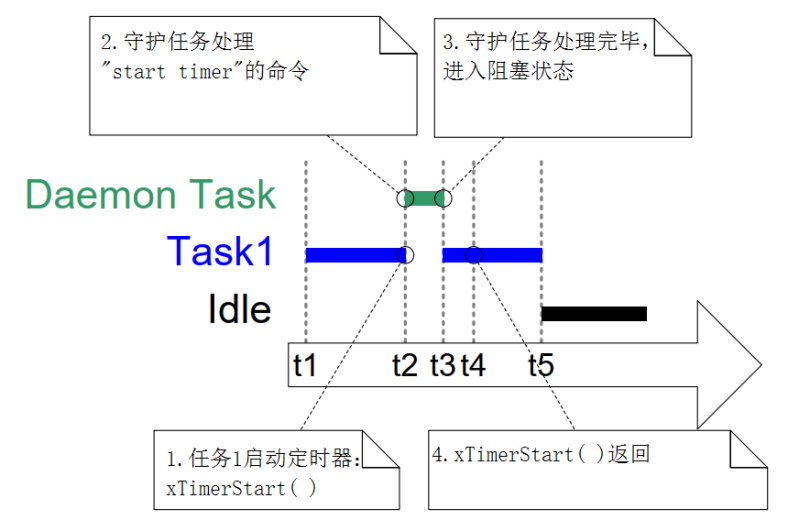 2.守护任务处理
"start timer"的命令
3.守护任务处理完毕，
进入阻塞状态
Daemon Task
Task1
Idle
t1 t2 t3 t4 t5
1.任务1启动定时器：
xTimerStart( )
4.xTimerStart( )返回